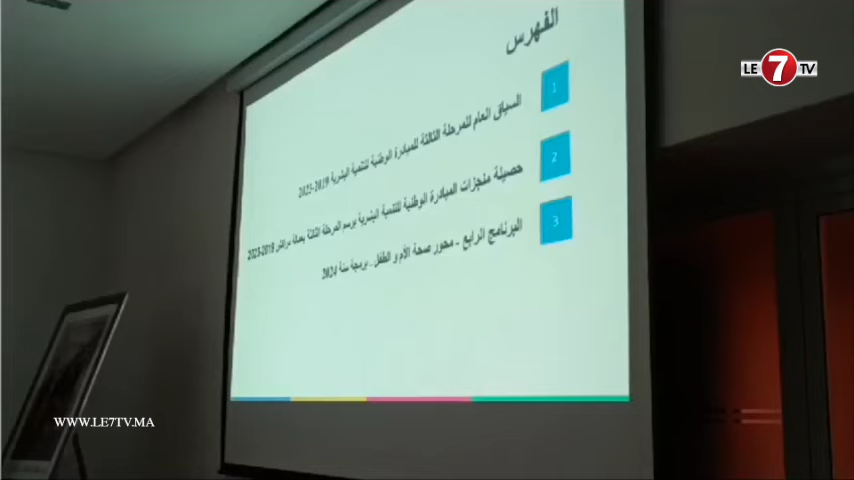 الفهرس
1
السياق العام للمرحلة الثالثة للمبادرة الوطنية للتنمية البشرية 2019-2023
2
حصيلة منجزات المبادرة الوطنية للتنمية البشرية برسم المرحلة الثالثة بعمالة مراكش 2019-2023
3
البرنامج الرابع - محور صحة الأم و الطفل - برمجة سنة 2024
LE 7 TV
WWW.LE7TV.MA